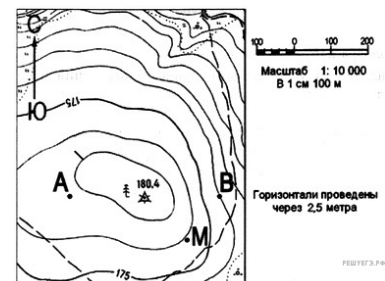 С
Ю
175
180,4
А
В
М
175
100 0 100 200
Масштаб 1: 10 000
В 1 см 100 м
Горизонтали проведены
через 2,5 метра
РЕШУЕГЭ.РФ